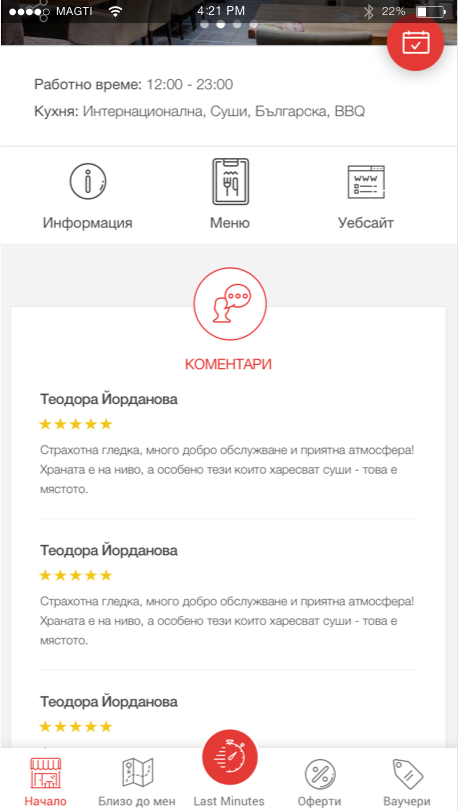 MAGTI 4:21 PM 22%
Работно време: 12:00 - 23:00
Кухня: Интернационална, Суши, Българска, BBQ
WWW
Информация Меню Уебсайт
КОМЕНТАРИ
Теодора Йорданова
Страхотна гледка, много добро обслужване и приятна атмосфера!
Храната е на ниво, а особено тези които харесват суши - това е
мястото.
Теодора Йорданова
Страхотна гледка, много добро обслужване и приятна атмосфера!
Храната е на ниво, а особено тези които харесват суши - това е
мястото.
Теодора Йорданова
Начало Близо до мен Last Minutes Оферти Ваучери